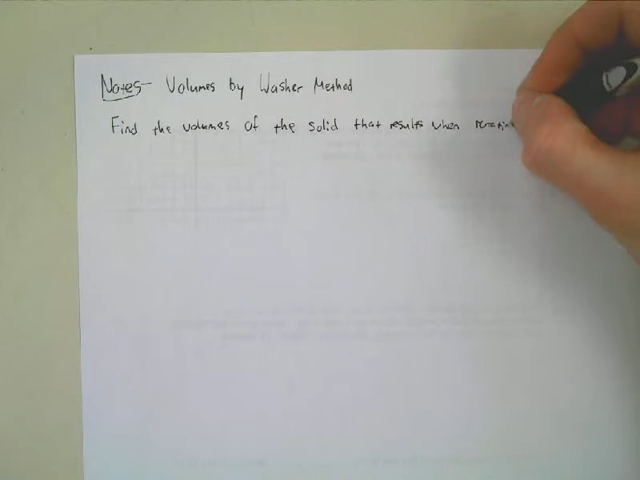 Notes- Volumes by Washer Method
Find the volumes of the solid that results when